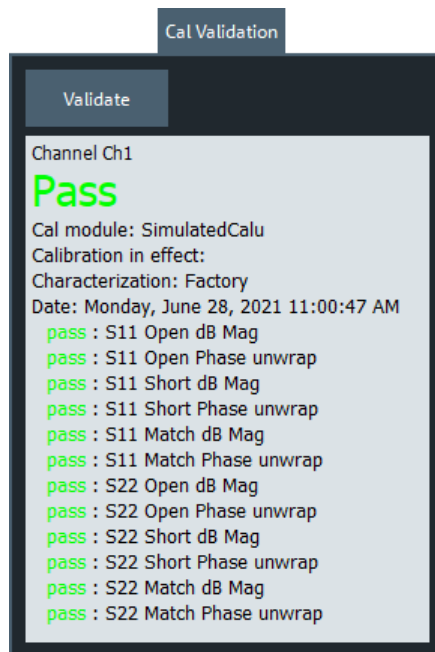 Cal Validation
Validate
Channel Ch1
Pass
Cal module: SimulatedCalu
Calibration in effect:
Characterization: Factory
Date: Monday, June 28, 2021 11:00:47 AM
pass : S11 Open dB Mag
pass : S11 Open Phase unwrap
pass : S11 Short dB Mag
pass : S11 Short Phase unwrap
pass : S11 Match dB Mag
pass : S11 Match Phase unwrap
pass : S22 Open dB Mag
pass : S22 Open Phase unwrap
pass : S22 Short dB Mag
pass : S22 Short Phase unwrap
pass : S22 Match dB Mag
pass : S22 Match Phase unwrap